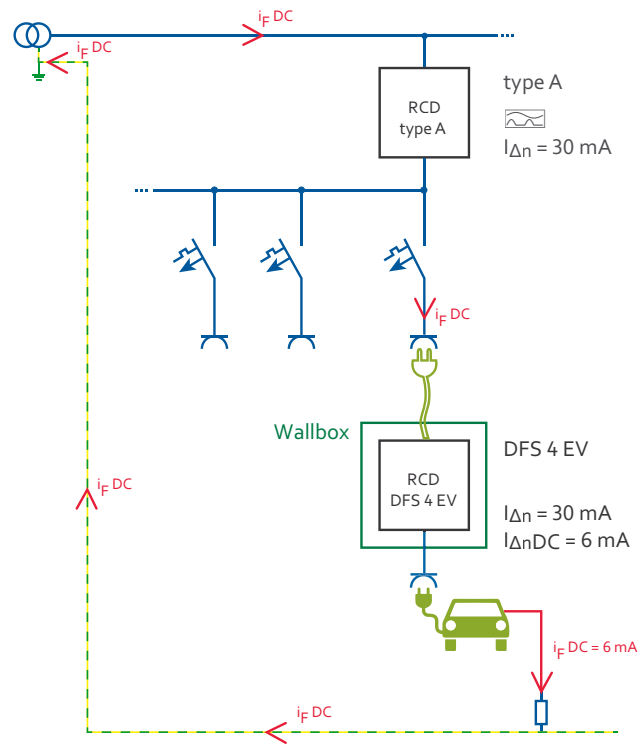 iF DC
iF DC
RCD
type A
type A
IΔn = 30 mA
iF DC
Wallbox
DFS 4 EV
RCD
DFS 4 EV
iF DC
IΔn = 30 mA
IΔnDC = 6 mA
iF DC = 6 mA
iF DC